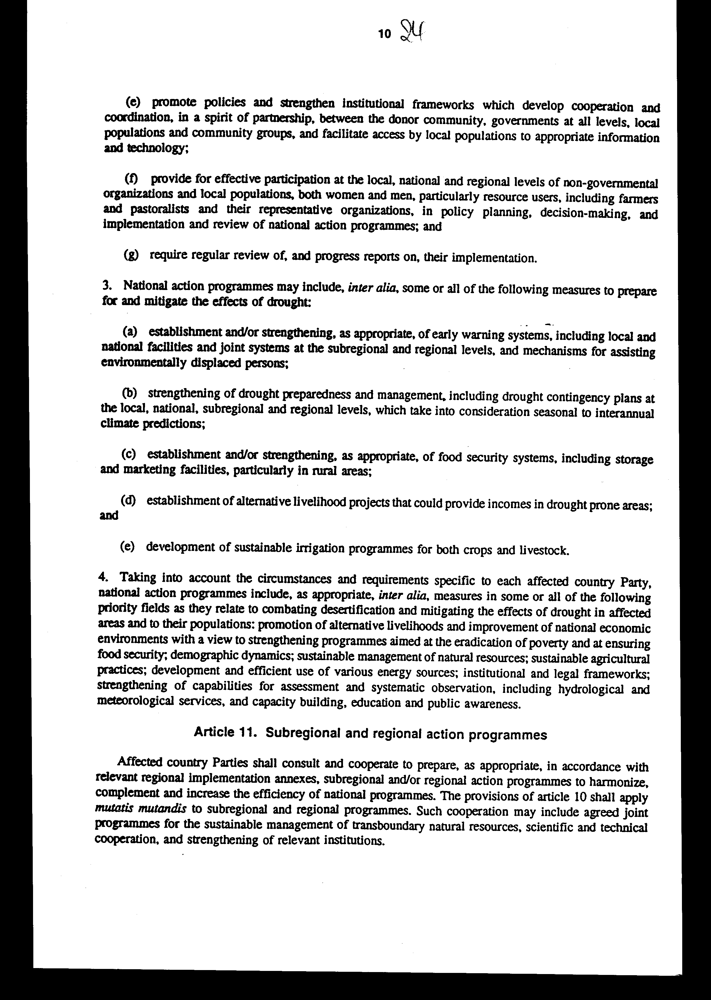 10 24
(e) promote policies and strengthen institutional frameworks which develop cooperation and
coordination, in a spirit of partnership, between the donor community, governments at all levels, local
populations and community groups, and facilitate access by local populations to appropriate information
and technology;
(f) provide for effective participation at the local, national and regional levels of non-governmental
organizations and local populations, both women and men, particularly resource users, including farmers
and pastoralists and their representative organizations, in policy planning, decision-making, and
implementation and review of national action programmes; and
(g) require regular review of, and progress reports on, their implementation.
3. National action programmes may include, inter alia, some or all of the following measures to prepare
for and mitigate the effects of drought:
(a) establishment and/or strengthening, as appropriate, of early warning systems, including local and
national facilities and joint systems at the subregional and regional levels, and mechanisms for assisting
environmentally displaced persons;
(b) strengthening of drought preparedness and management, including drought contingency plans at
the local, national, subregional and regional levels, which take into consideration seasonal to interannual
climate predictions;
(c) establishment and/or strengthening, as appropriate, of food security systems, including storage
and marketing facilities, particularly in rural areas;
(d) establishment of alternative livelihood projects that could provide incomes in drought prone areas;
and
(e) development of sustainable irrigation programmes for both crops and livestock.
4. Taking into account the circumstances and requirements specific to each affected country Party,
national action programmes include, as appropriate, inter alia, measures in some or all of the following
priority fields as they relate to combating desertification and mitigating the effects of drought in affected
areas and to their populations: promotion of alternative livelihoods and improvement of national economic
environments with a view to strengthening programmes aimed at the eradication of poverty and at ensuring
food security; demographic dynamics; sustainable management of natural resources; sustainable agricultural
practices; development and efficient use of various energy sources; institutional and legal frameworks;
strengthening of capabilities for assessment and systematic observation, including hydrological and
meteorological services, and capacity building, education and public awareness.
Article 11. Subregional and regional action programmes
Affected country Parties shall consult and cooperate to prepare, as appropriate, in accordance with
relevant regional implementation annexes, subregional and/or regional action programmes to harmonize,
complement and increase the efficiency of national programmes. The provisions of article 10 shall apply
mutatis mutandis to subregional and regional programmes. Such cooperation may include agreed joint
programmes for the sustainable management of transboundary natural resources, scientific and technical
cooperation, and strengthening of relevant institutions.